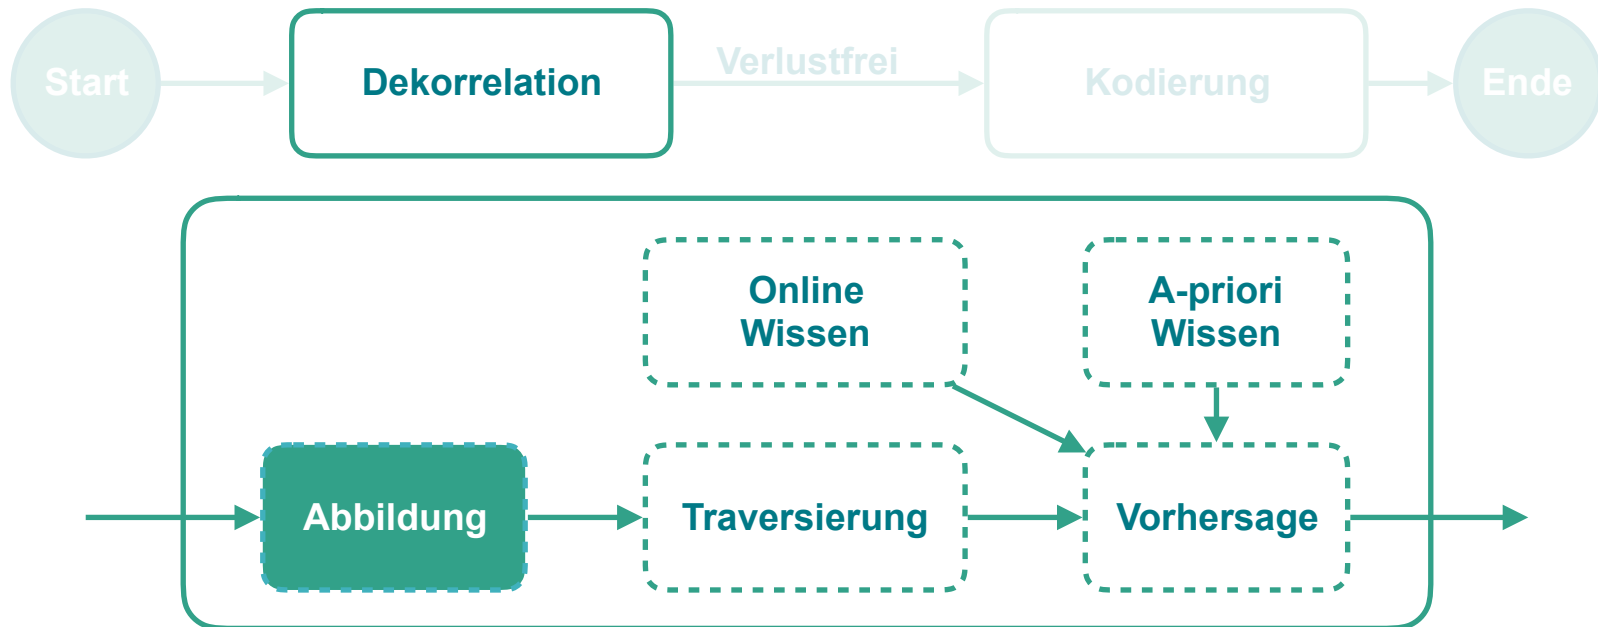 Start
Dekorrelation
Verlustfrei
Kodierung
Ende
Online
Wissen
A-priori
Wissen
Abbildung
Traversierung
Vorhersage